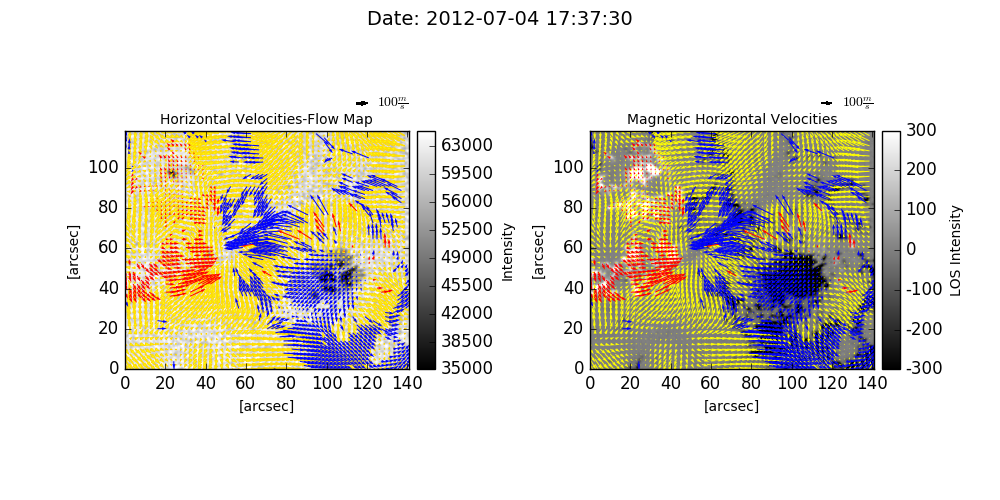 Date: 2012-07-04 17:37:30
100 m/s
Horizontal Velocities-Flow Map
100
80
60
40
20
0
[arcsec]
0 20 40 60 80 100 120 140
[arcsec]
63000
59500
56000
52500
49000
45500
42000
38500
35000
Intensity
100 m/s
Magnetic Horizontal Velocities
100
80
60
40
20
0
[arcsec]
0 20 40 60 80 100 120 140
[arcsec]
300
200
100
0
-100
-200
-300
LOS Intensity